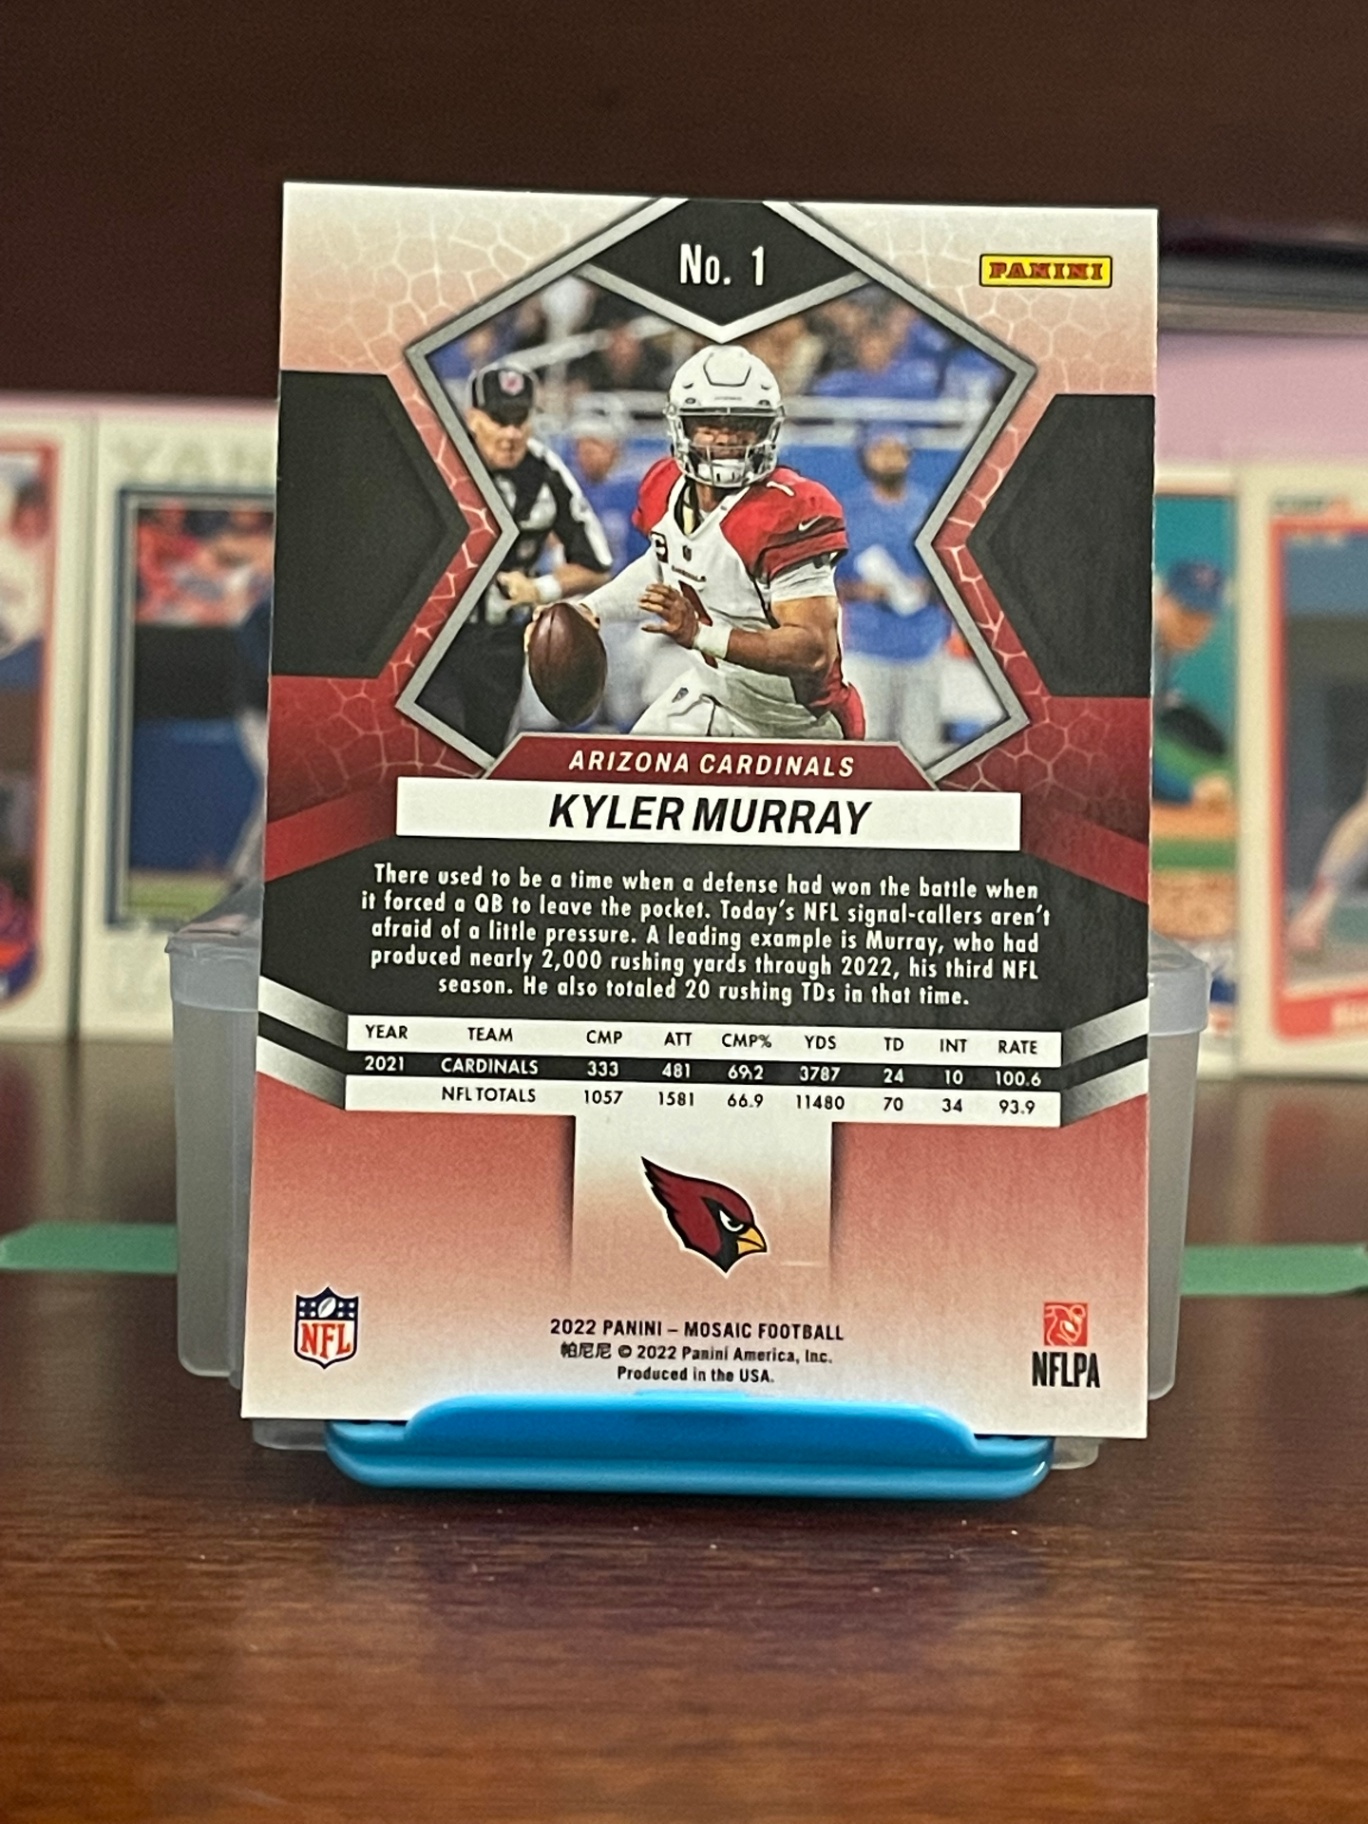 No. 1
PANINI
ARIZONA CARDINALS
KYLER MURRAY
There used to be a time when a defense had won the battle when
it forced a QB to leave the pocket. Today's NFL signal-callers aren't
afraid of a little pressure. A leading example is Murray, who had
produced nearly 2,000 rushing yards through 2022, his third NFL
season. He also totaled 20 rushing TDs in that time.
YEAR TEAM CMP ATT CMP% YDS TD INT RATE
2021 CARDINALS 333 481 69.2 3787 24 10 100.6
NFL TOTALS 1057 1581 66.9 11480 70 34 93.9
NFL
2022 PANINI – MOSAIC FOOTBALL
帕尼尼 © 2022 Panini America, Inc.
Produced in the USA.
NFLPA